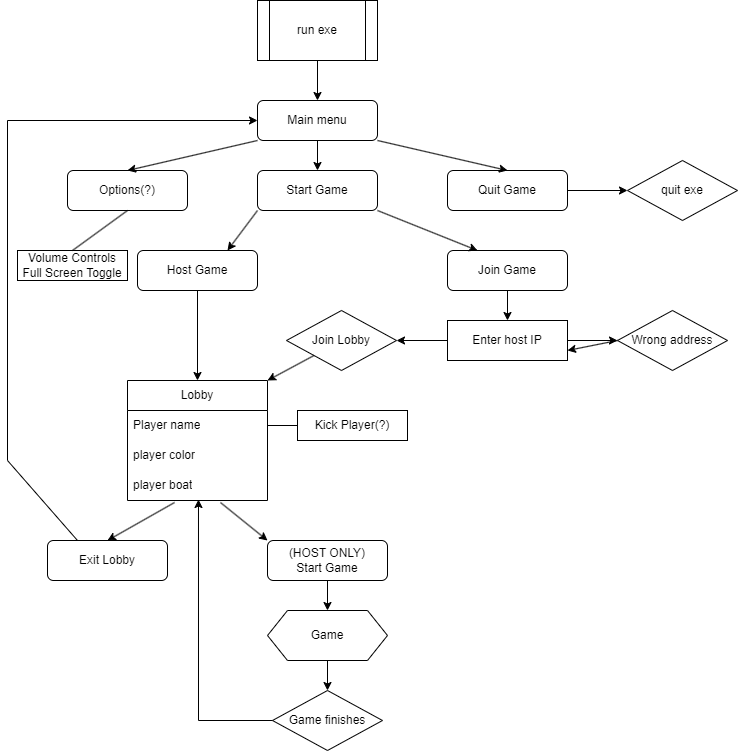 run exe
Main menu
Options(?)
Start Game
Quit Game
quit exe
Volume Controls
Full Screen Toggle
Host Game
Join Game
Join Lobby
Enter host IP
Wrong address
Lobby
Player name
Kick Player(?)
player color
player boat
Exit Lobby
(HOST ONLY)
Start Game
Game
Game finishes